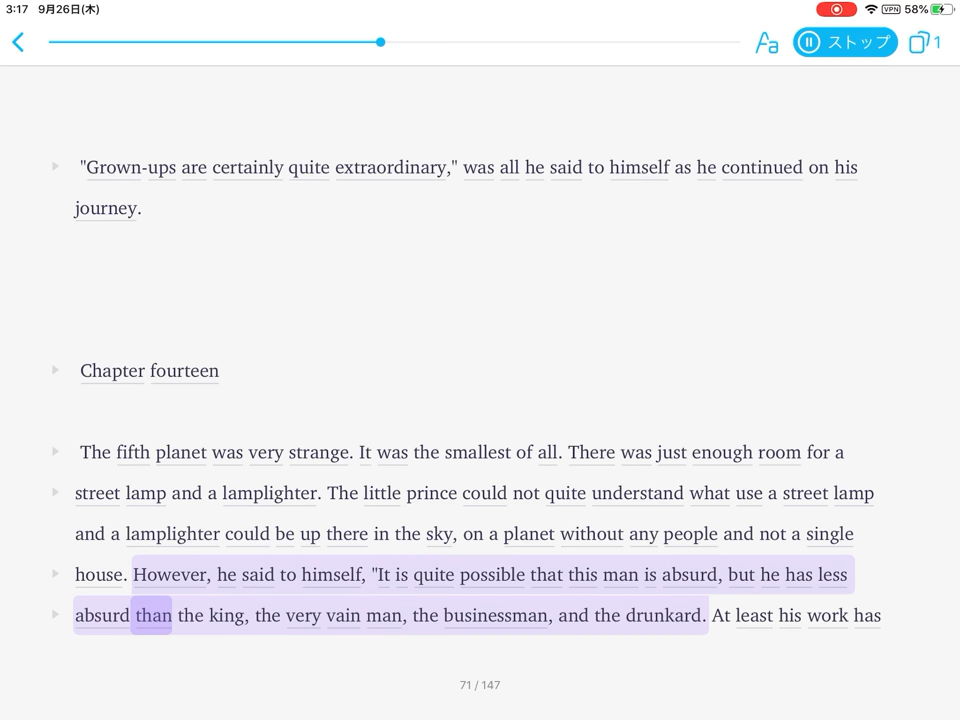 3:17 9月26日(木) VPN 58%
Aa ストップ 1
"Grown-ups are certainly quite extraordinary," was all he said to himself as he continued on his
journey.
Chapter fourteen
The fifth planet was very strange. It was the smallest of all. There was just enough room for a
street lamp and a lamplighter. The little prince could not quite understand what use a street lamp
and a lamplighter could be up there in the sky, on a planet without any people and not a single
house. However, he said to himself, "It is quite possible that this man is absurd, but he has less
absurd than the king, the very vain man, the businessman, and the drunkard. At least his work has
71 / 147